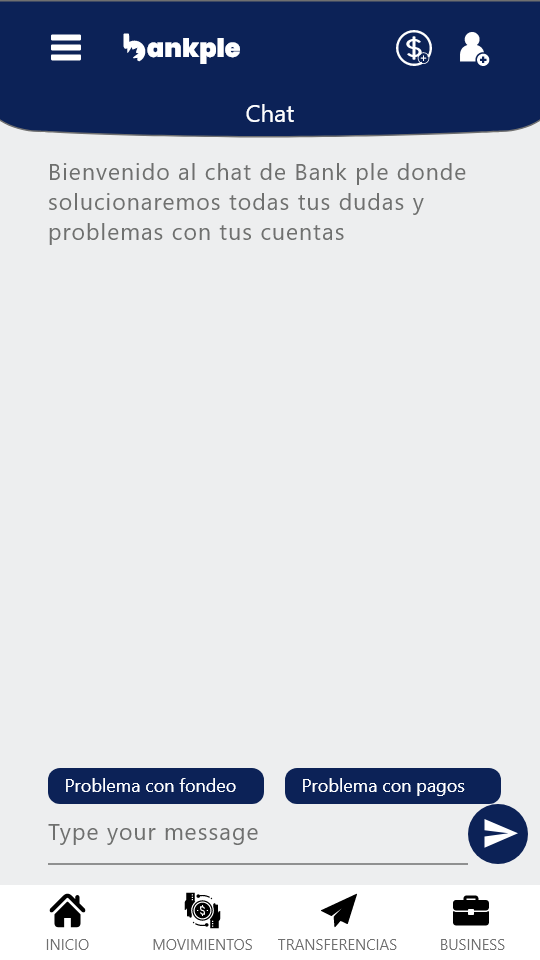 bankple
Chat
Bienvenido al chat de Bank ple donde
solucionaremos todas tus dudas y
problemas con tus cuentas
Problema con fondeo
Problema con pagos
Type your message
INICIO
MOVIMIENTOS
TRANSFERENCIAS
BUSINESS